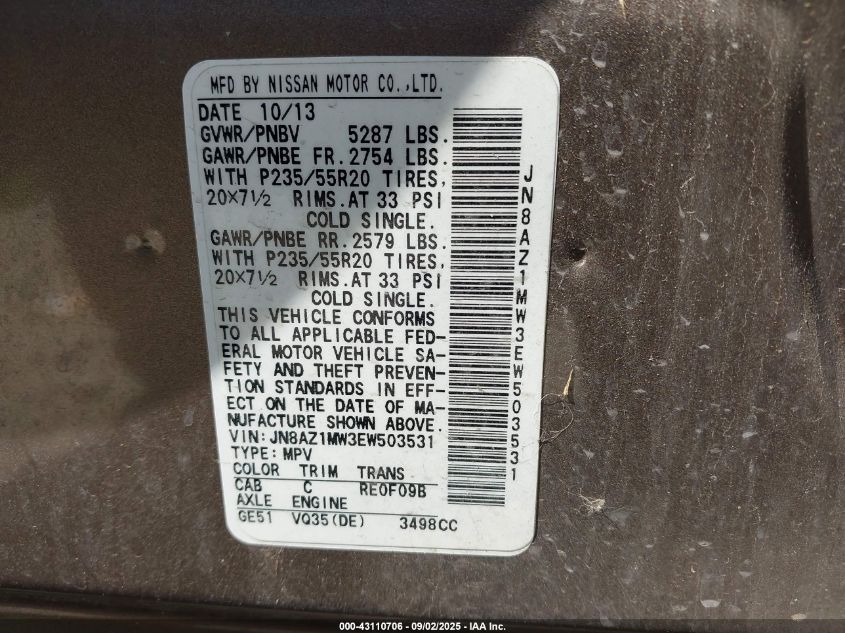 MFD BY NISSAN MOTOR CO.,LTD.
DATE 10/13
GVWR/PNBV 5287 LBS.
GAWR/PNBE FR. 2754 LBS.
WITH P235/55R20 TIRES,
20×7½ RIMS. AT 33 PSI
COLD SINGLE.
GAWR/PNBE RR. 2579 LBS.
WITH P235/55R20 TIRES,
20×7½ RIMS. AT 33 PSI
COLD SINGLE.
THIS VEHICLE CONFORMS
TO ALL APPLICABLE FED-
ERAL MOTOR VEHICLE SA-
FETY AND THEFT PREVEN-
TION STANDARDS IN EFF-
ECT ON THE DATE OF MA-
NUFACTURE SHOWN ABOVE.
VIN:JN8AZ1MW3EW503531
TYPE:MPV
COLOR TRIM TRANS
CAB C RE0F09B
AXLE ENGINE
GE51 VQ35(DE) 3498CC
JN8AZ1MW3EW503531
000-43110706 - 09/02/2025 - IAA Inc.